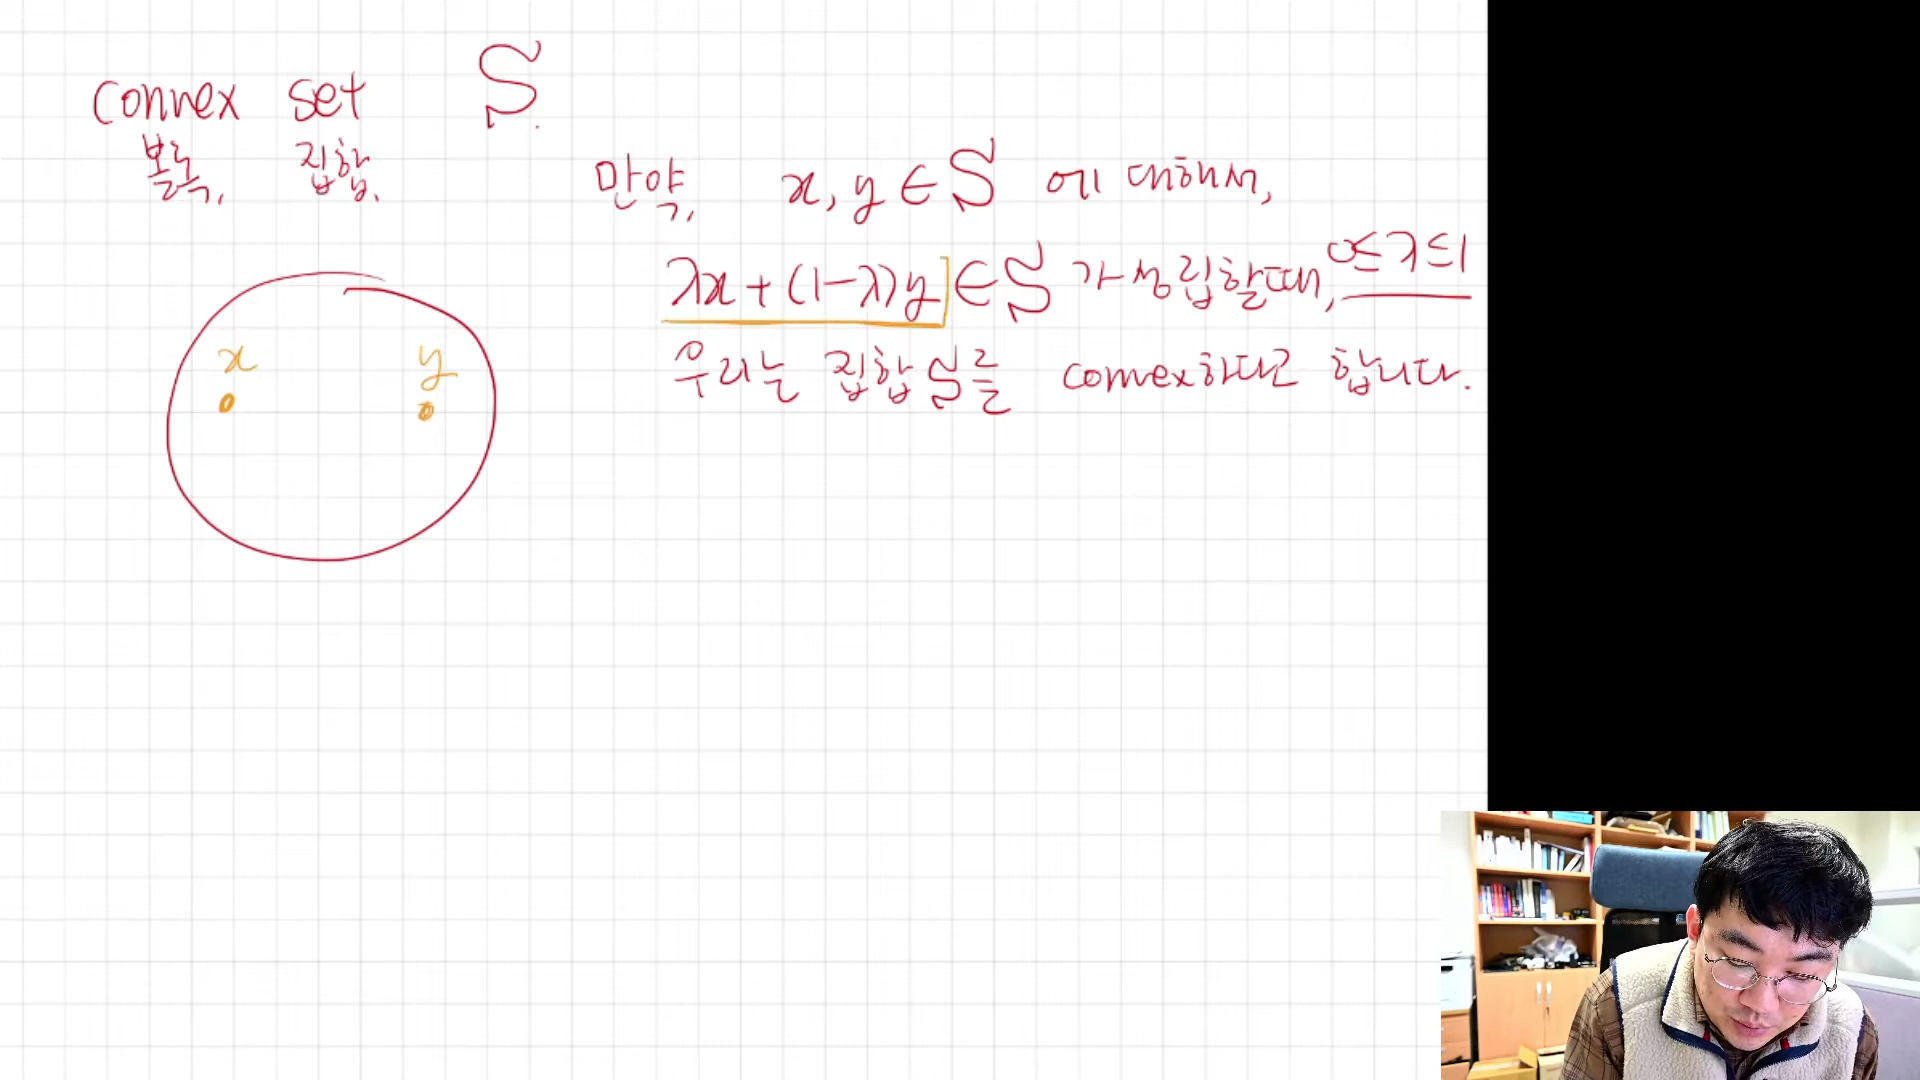 convex set S
볼록, 집합.
만약, x, y ∈ S 에 대해서,
λx + (1-λ)y ∈ S 가 성립할때, 0≤λ≤1
우리는 집합 S를 convex하다고 합니다.
x y